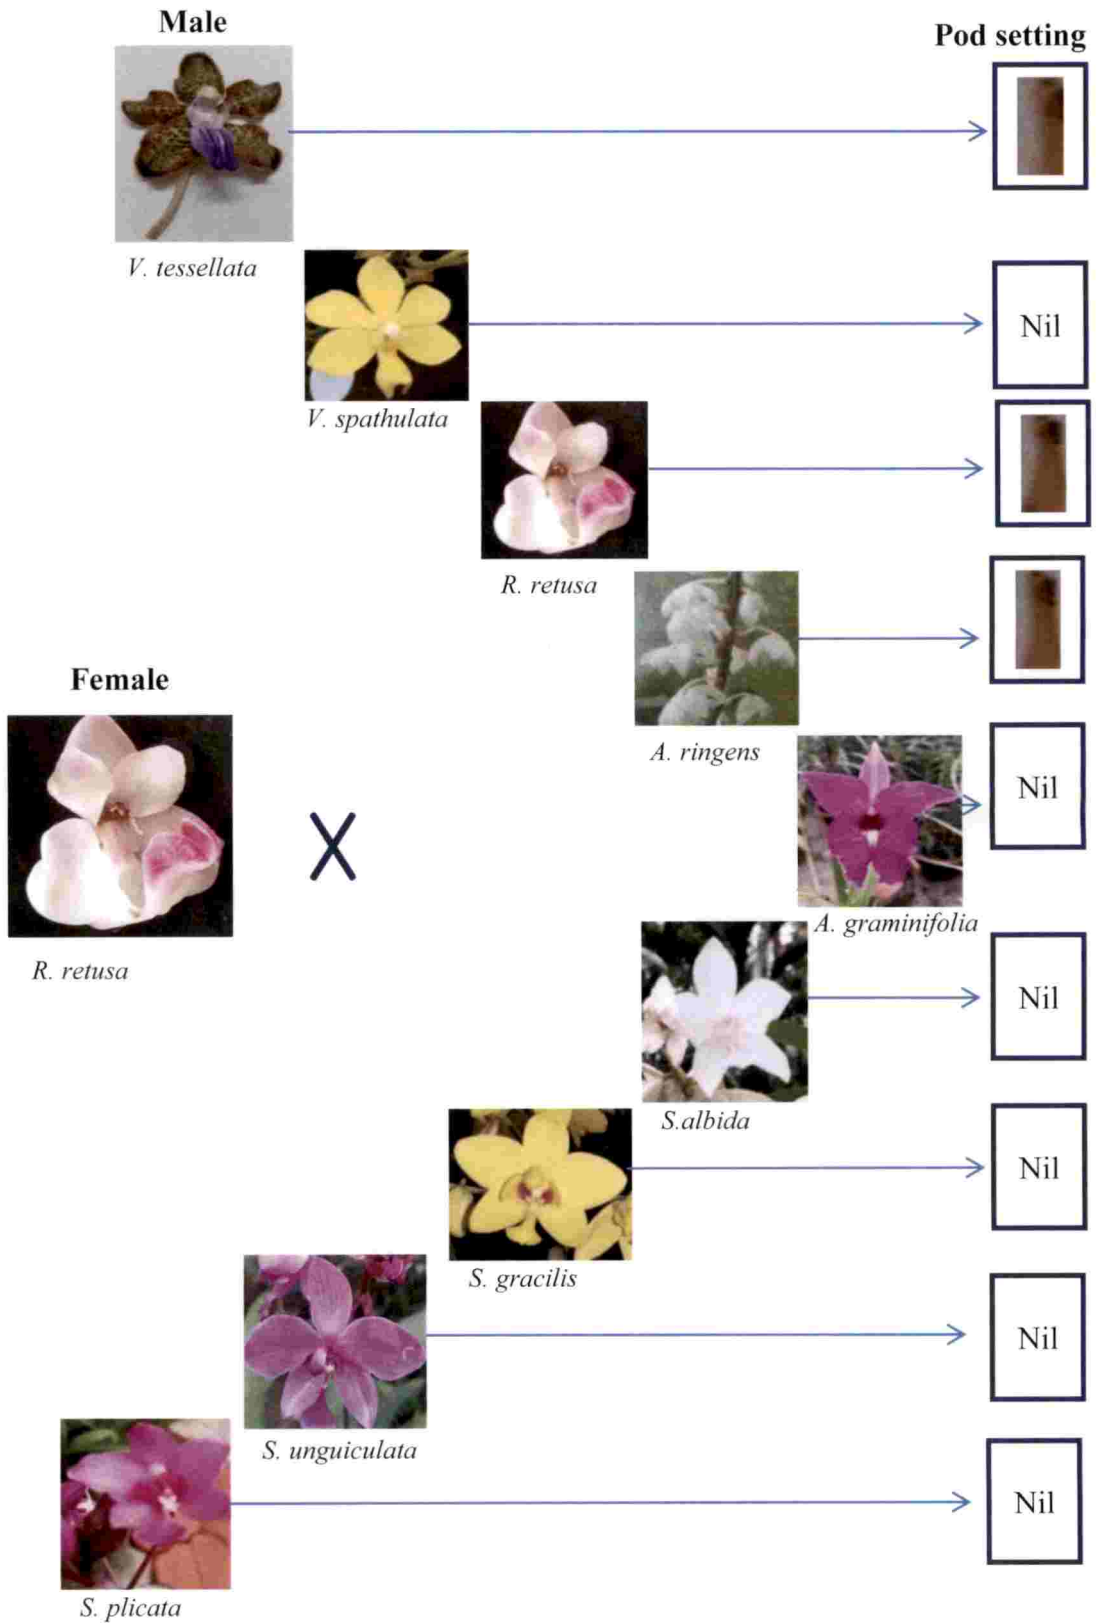 Male
Pod setting
V. tessellata
Nil
V. spathulata
R. retusa
Female
A. ringens
Nil
A. graminifolia
R. retusa
Nil
S.albida
Nil
S. gracilis
Nil
S. unguiculata
Nil
S. plicata